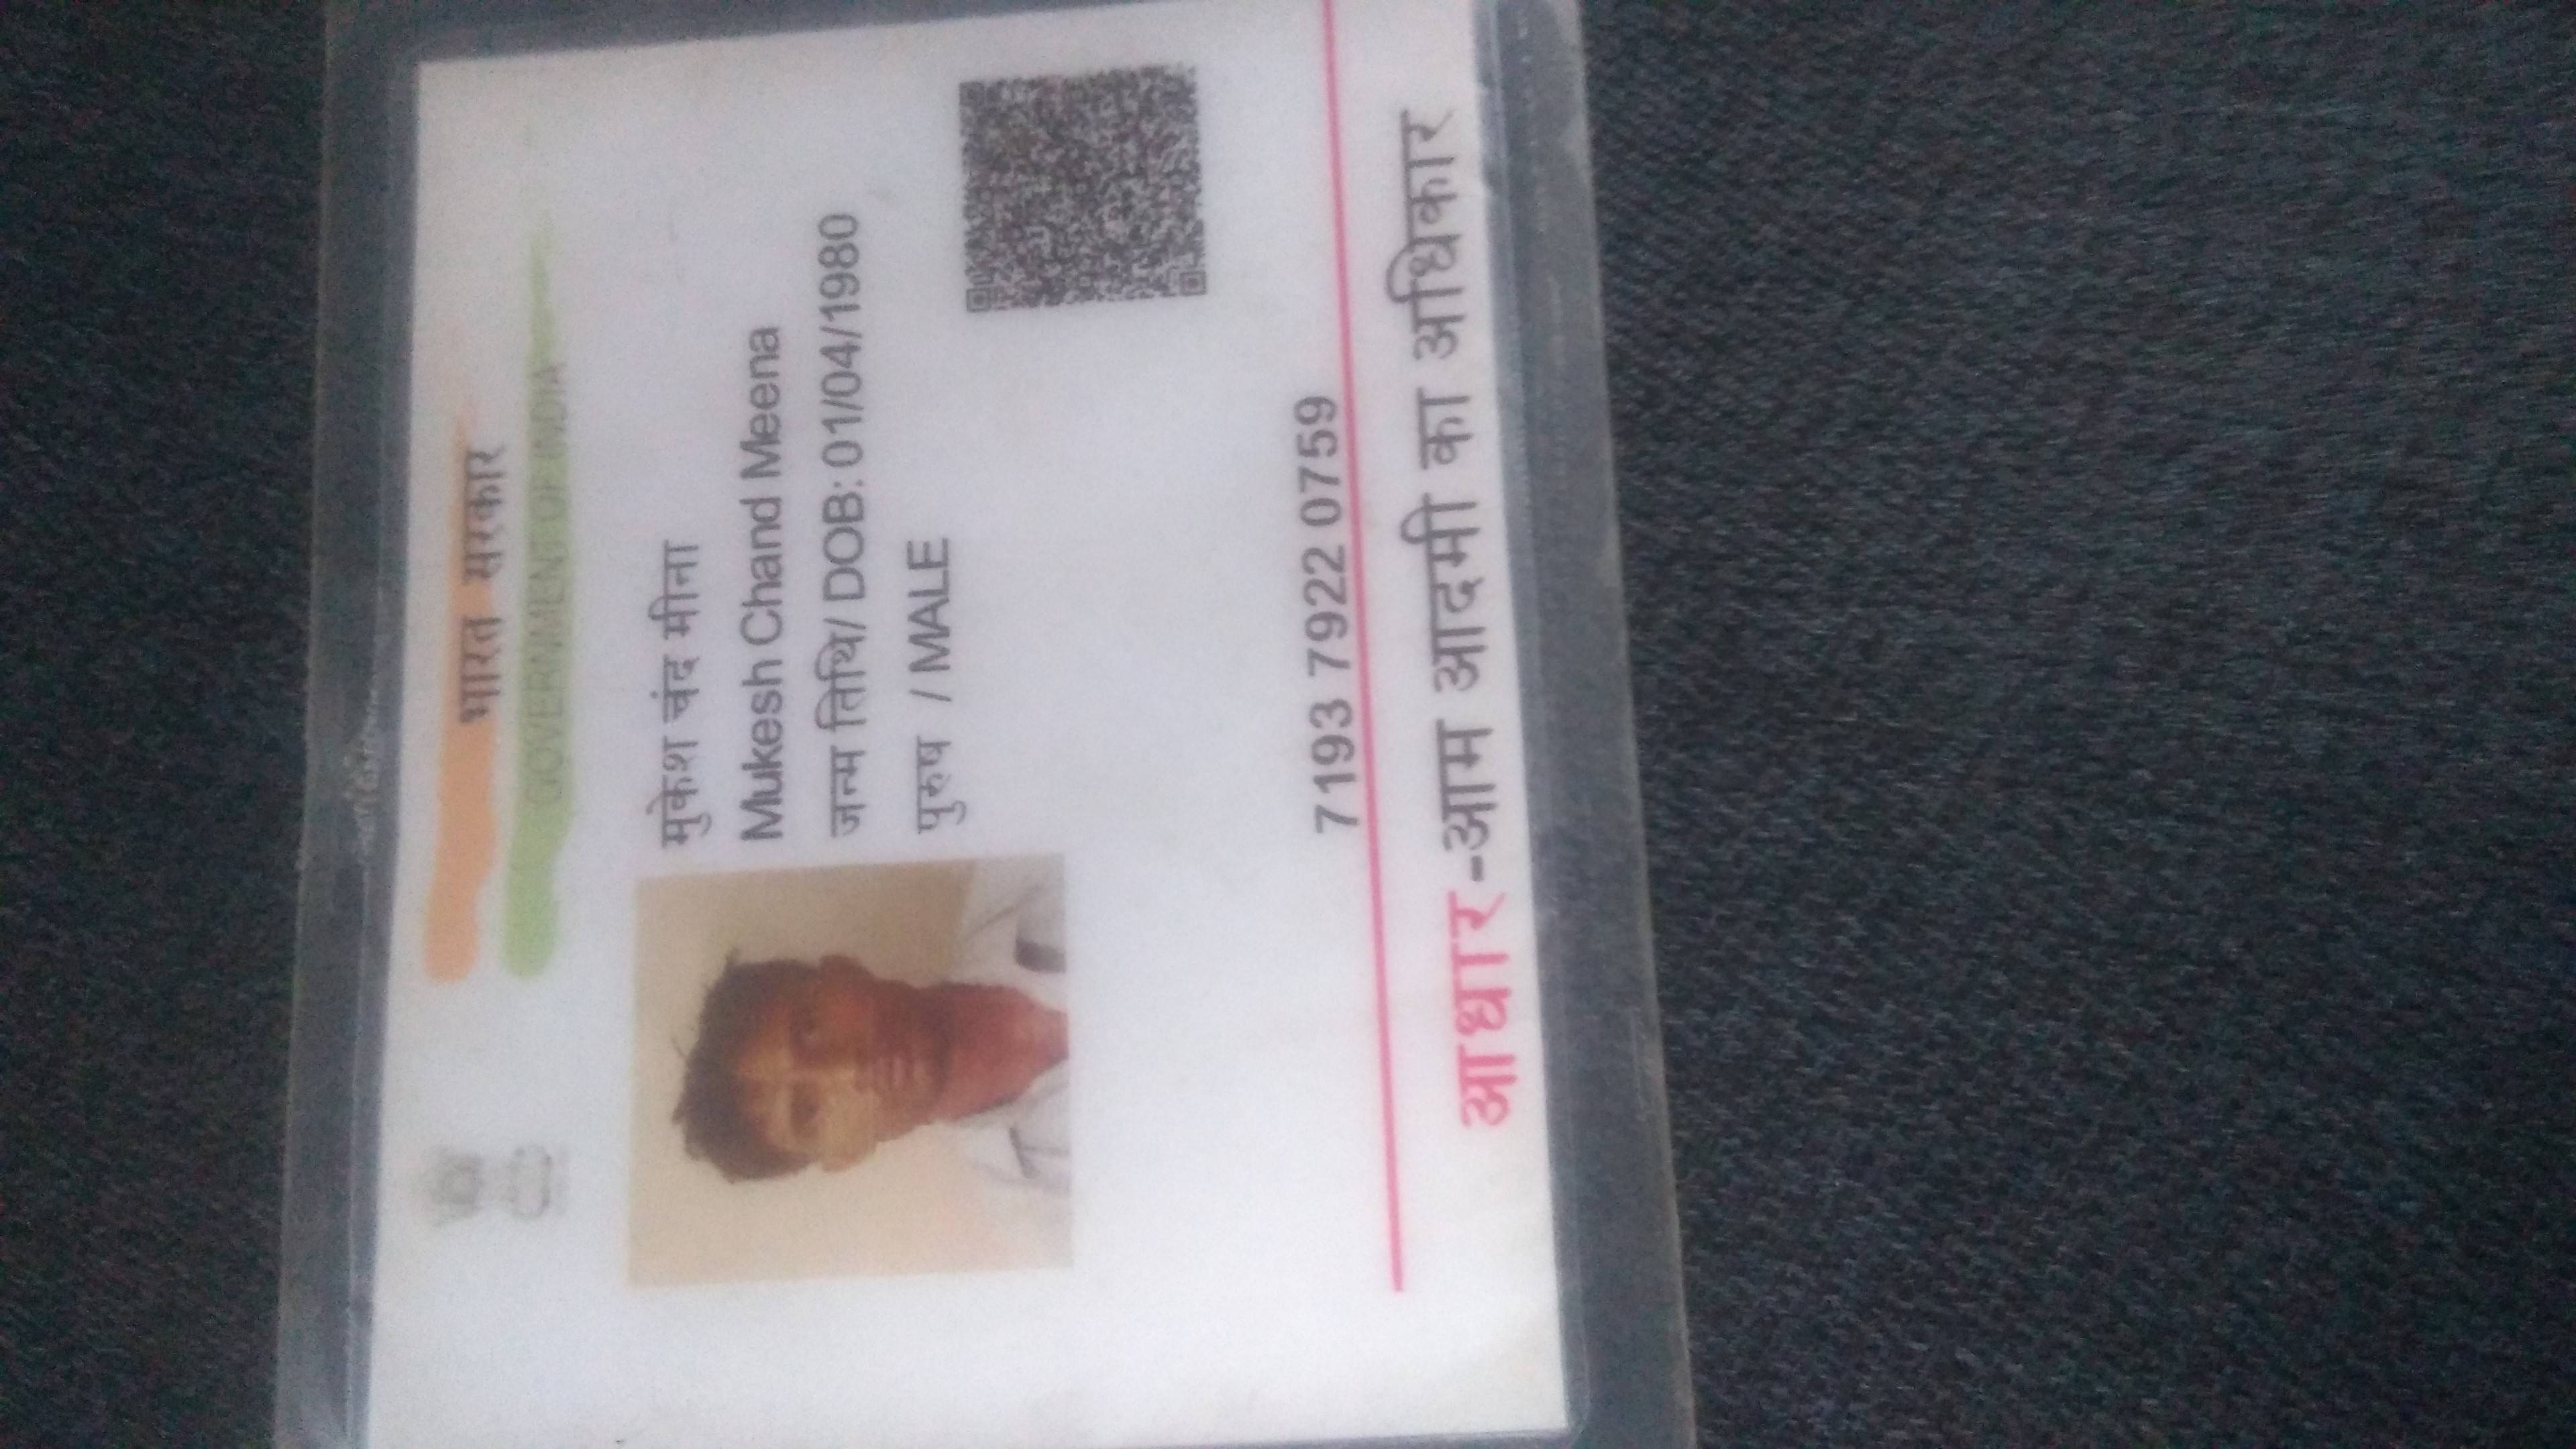 भारत सरकार
GOVERNMENT OF INDIA
मुकेश चंद मीना
Mukesh Chand Meena
जन्म तिथि/ DOB: 01/04/1980
पुरुष / MALE
7193 7922 0759
आधार-आम आदमी का अधिकार